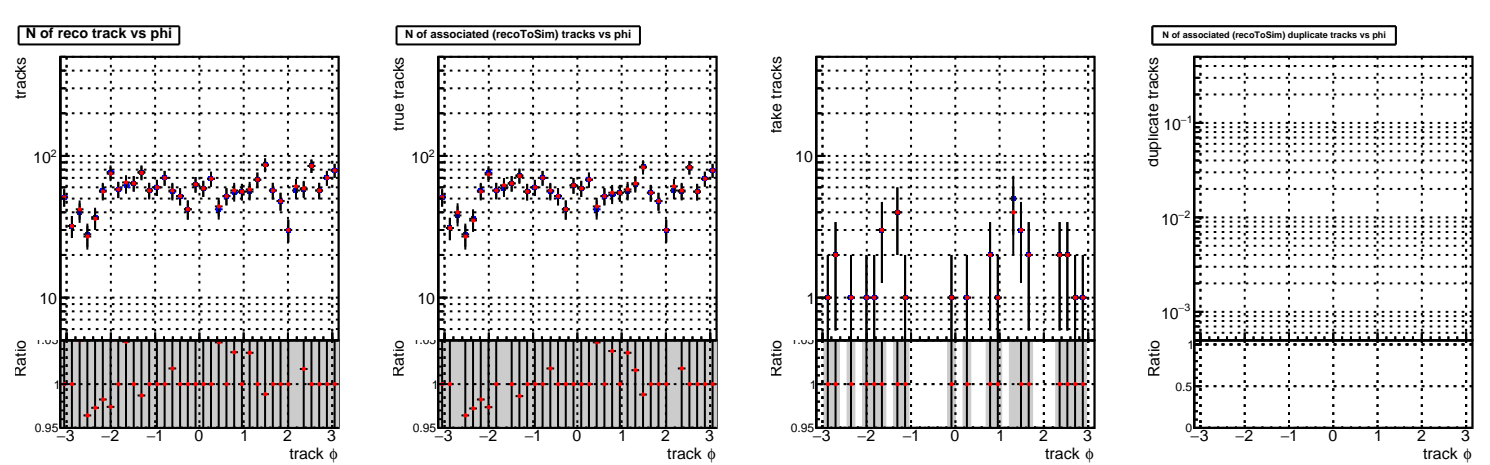 N of reco track vs phi
tracks
10²
10
Ratio
1.05
1
0.95
−3 −2 −1 0 1 2 3
track ϕ
N of associated (recoToSim) tracks vs phi
true tracks
10²
10
Ratio
1.05
1
0.95
−3 −2 −1 0 1 2 3
track ϕ
fake tracks
10
1
Ratio
1.05
1
0.95
−3 −2 −1 0 1 2 3
track ϕ
N of associated (recoToSim) duplicate tracks vs phi
duplicate tracks
10⁻¹
10⁻²
10⁻³
Ratio
1
0.5
0
−3 −2 −1 0 1 2 3
track ϕ